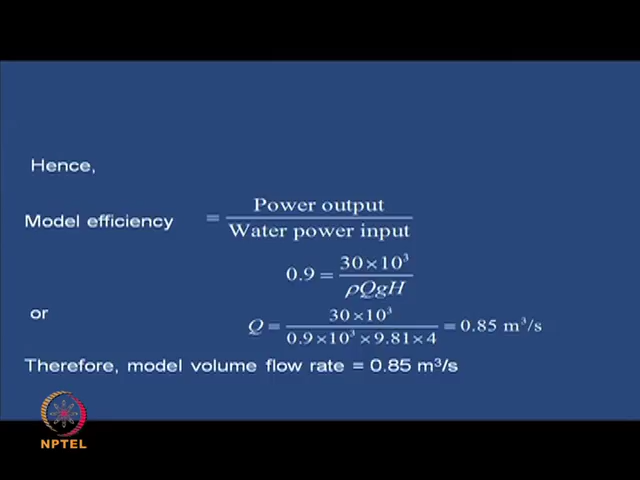 Hence,
Model efficiency = Power output / Water power input
0.9 = 30×10³ / ρQgH
or
Q = 30×10³ / 0.9×10³×9.81×4 = 0.85 m³/s
Therefore, model volume flow rate = 0.85 m³/s
NPTEL